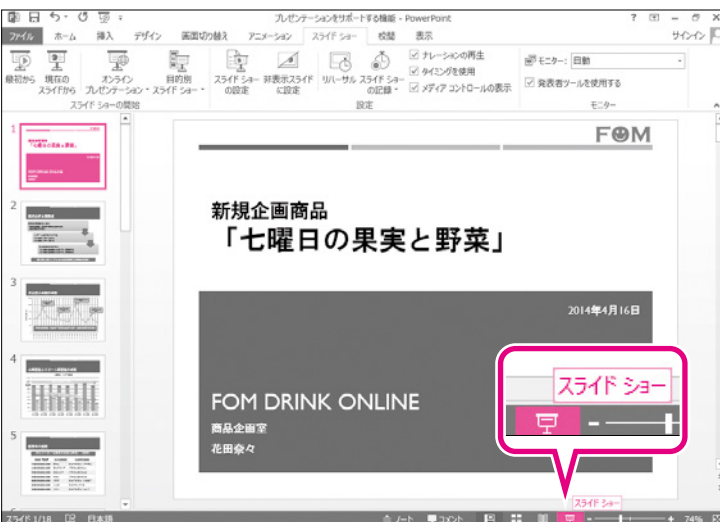 プレゼンテーションをサポートする機能 - PowerPoint
ファイル ホーム 挿入 デザイン 画面切り替え アニメーション スライド ショー 校閲 表示 サインイン
最初から 現在のスライドから オンライン プレゼンテーション 目的別 スライド ショー スライド ショーの設定 非表示スライドに設定 リハーサル スライド ショーの記録
ナレーションの再生
タイミングを使用
メディア コントロールの表示
モニター: 自動
発表者ツールを使用する
スライド ショーの開始 設定 モニター
1
2
3
4
5
FOM
新規企画商品
「七曜日の果実と野菜」
2014年4月16日
FOM DRINK ONLINE
商品企画室
花田奈々
スライド ショー
スライド ショー
スライド 1/18 日本語 ノート コメント 74%